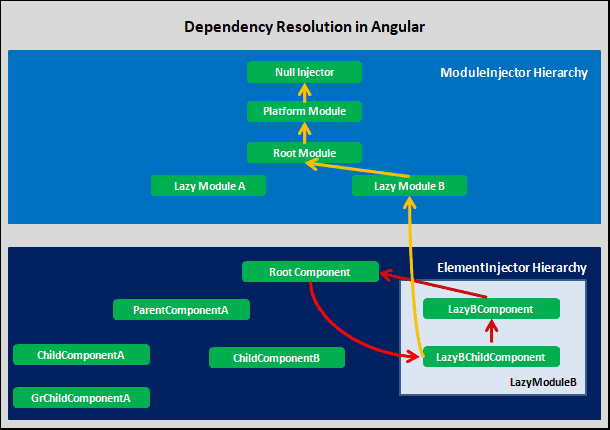 Dependency Resolution in Angular
Null Injector
ModuleInjector Hierarchy
Platform Module
Root Module
Lazy Module A
Lazy Module B
ElementInjector Hierarchy
Root Component
ParentComponentA
LazyBComponent
ChildComponentA
ChildComponentB
LazyBChildComponent
LazyModuleB
GrChildComponentA